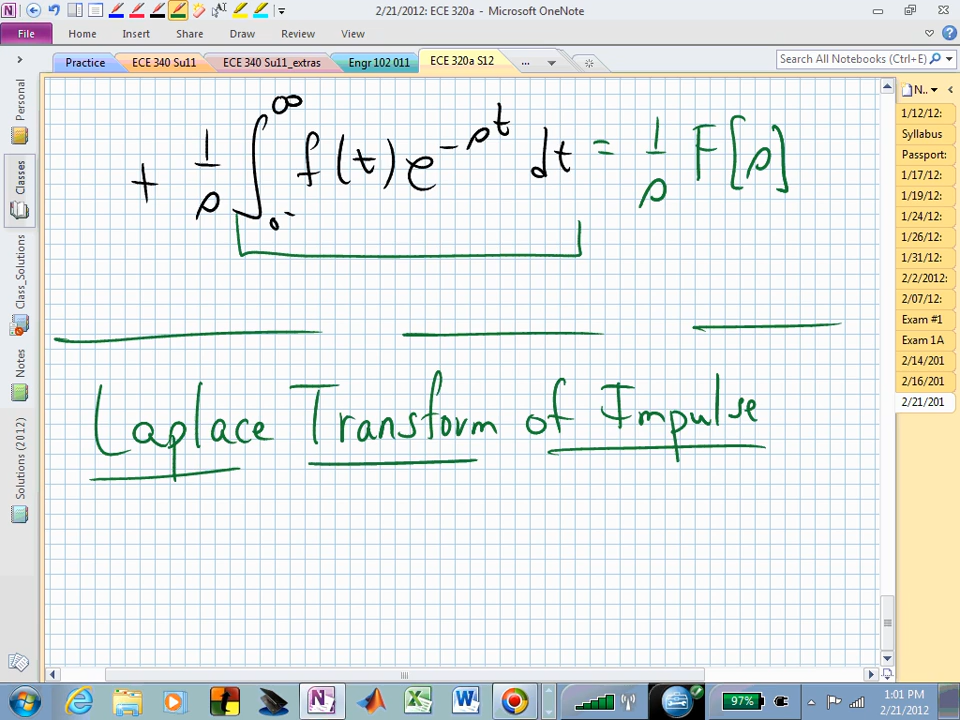 2/21/2012: ECE 320a - Microsoft OneNote
File Home Insert Share Draw Review View
Practice ECE 340 Su11 ECE 340 Su11_extras Engr 102 011 ECE 320a S12 ... Search All Notebooks (Ctrl+E)
Personal
Classes
Class_Solutions
Notes
Solutions (2012)
N..
1/12/12:
Syllabus
Passport:
1/17/12:
1/19/12:
1/24/12:
1/26/12:
1/31/12:
2/2/2012:
2/07/12:
Exam #1
Exam 1A
2/14/201
2/16/201
2/21/201
+ 1/s ∫₀⁻^∞ f(t) e^{-st} dt = 1/s F[s]
Laplace Transform of Impulse
97%
1:01 PM
2/21/2012